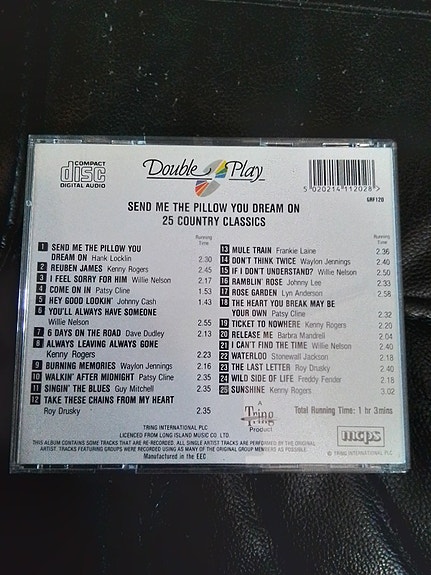 COMPACT
disc
DIGITAL AUDIO
Double Play
5 020214 112028 >
GRF120
SEND ME THE PILLOW YOU DREAM ON
25 COUNTRY CLASSICS
Running
Time
1 SEND ME THE PILLOW YOU
DREAM ON Hank Locklin 2.30
2 REUBEN JAMES Kenny Rogers 2.45
3 I FEEL SORRY FOR HIM Willie Nelson 2.17
4 COME ON IN Patsy Cline 1.53
5 HEY GOOD LOOKIN' Johnny Cash 1.43
6 YOU'LL ALWAYS HAVE SOMEONE
Willie Nelson 2.55
7 6 DAYS ON THE ROAD Dave Dudley 2.13
8 ALWAYS LEAVING ALWAYS GONE
Kenny Rogers 2.23
9 BURNING MEMORIES Waylon Jennings 2.16
10 WALKIN' AFTER MIDNIGHT Patsy Cline 2.35
11 SINGIN' THE BLUES Guy Mitchell 2.35
12 TAKE THESE CHAINS FROM MY HEART
Roy Drusky 2.35
Running
Time
13 MULE TRAIN Frankie Laine 2.36
14 DON'T THINK TWICE Waylon Jennings 2.40
15 IF I DON'T UNDERSTAND? Willie Nelson 2.50
16 RAMBLIN' ROSE Johnny Lee 2.33
17 ROSE GARDEN Lyn Anderson 2.58
18 THE HEART YOU BREAK MAY BE
YOUR OWN Patsy Cline 2.32
19 TICKET TO NOWHERE Kenny Rogers 2.20
20 RELEASE ME Barbra Mandrell 2.04
21 I CAN'T FIND THE TIME Willie Nelson 2.40
22 WATERLOO Stonewall Jackson 2.18
23 THE LAST LETTER Roy Drusky 2.40
24 WILD SIDE OF LIFE Freddy Fender 2.18
25 SUNSHINE Kenny Rogers 3.02
A
Tring
Tring
Product
Total Running Time: 1 hr 3 mins
mcps
TRING INTERNATIONAL PLC
LICENCED FROM LONG ISLAND MUSIC CO. LTD.
THIS ALBUM CONTAINS SOME TRACKS THAT ARE RE-RECORDED. ALL SINGLE ARTIST TRACKS ARE PERFORMED BY THE ORIGINAL
ARTIST. TRACKS FEATURING GROUPS WERE RECORDED USING AS MANY OF THE ORIGINAL GROUP MEMBERS AS POSSIBLE.
Manufactured in the EEC
℗ TRING INTERNATIONAL PLC